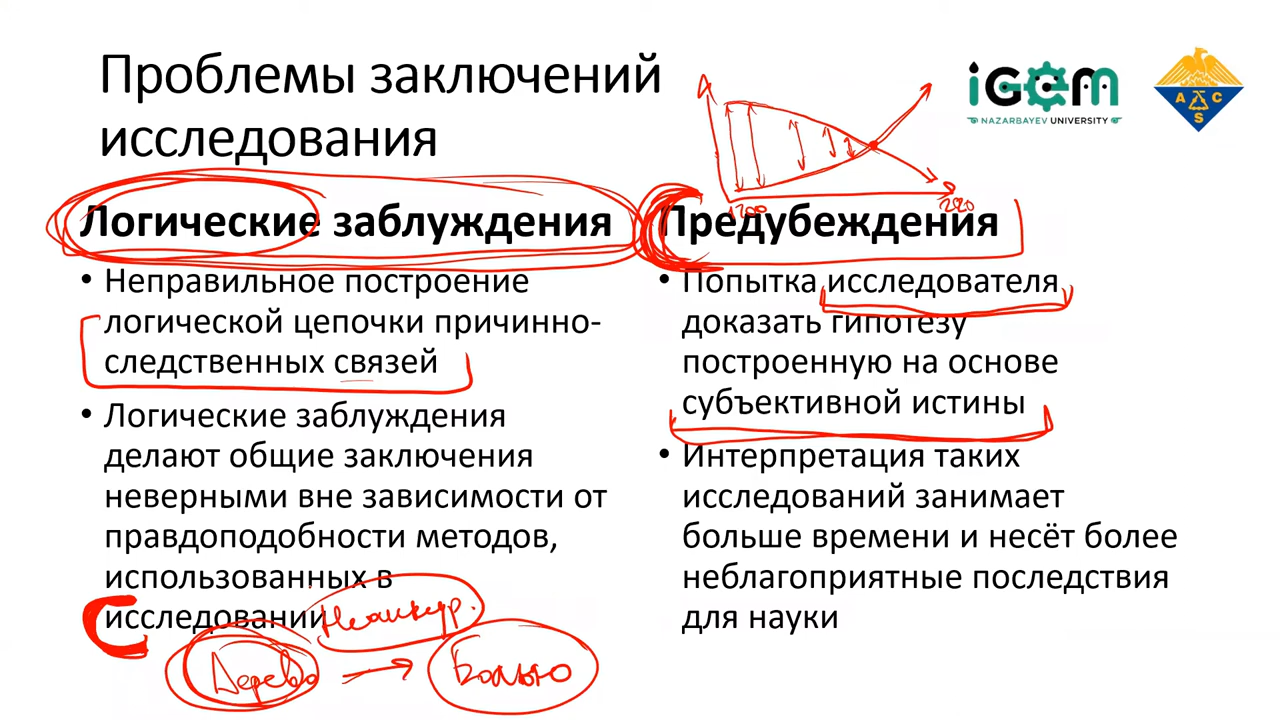 Проблемы заключений
исследования
iGEM
NAZARBAYEV UNIVERSITY
A C S
Логические заблуждения
• Неправильное построение
логической цепочки причинно-
следственных связей
• Логические заблуждения
делают общие заключения
неверными вне зависимости от
правдоподобности методов,
использованных в
исследовании
Дерево
Предубеждения
• Попытка исследователя
доказать гипотезу
построенную на основе
субъективной истины
• Интерпретация таких
исследований занимает
больше времени и несёт более
неблагоприятные последствия
для науки